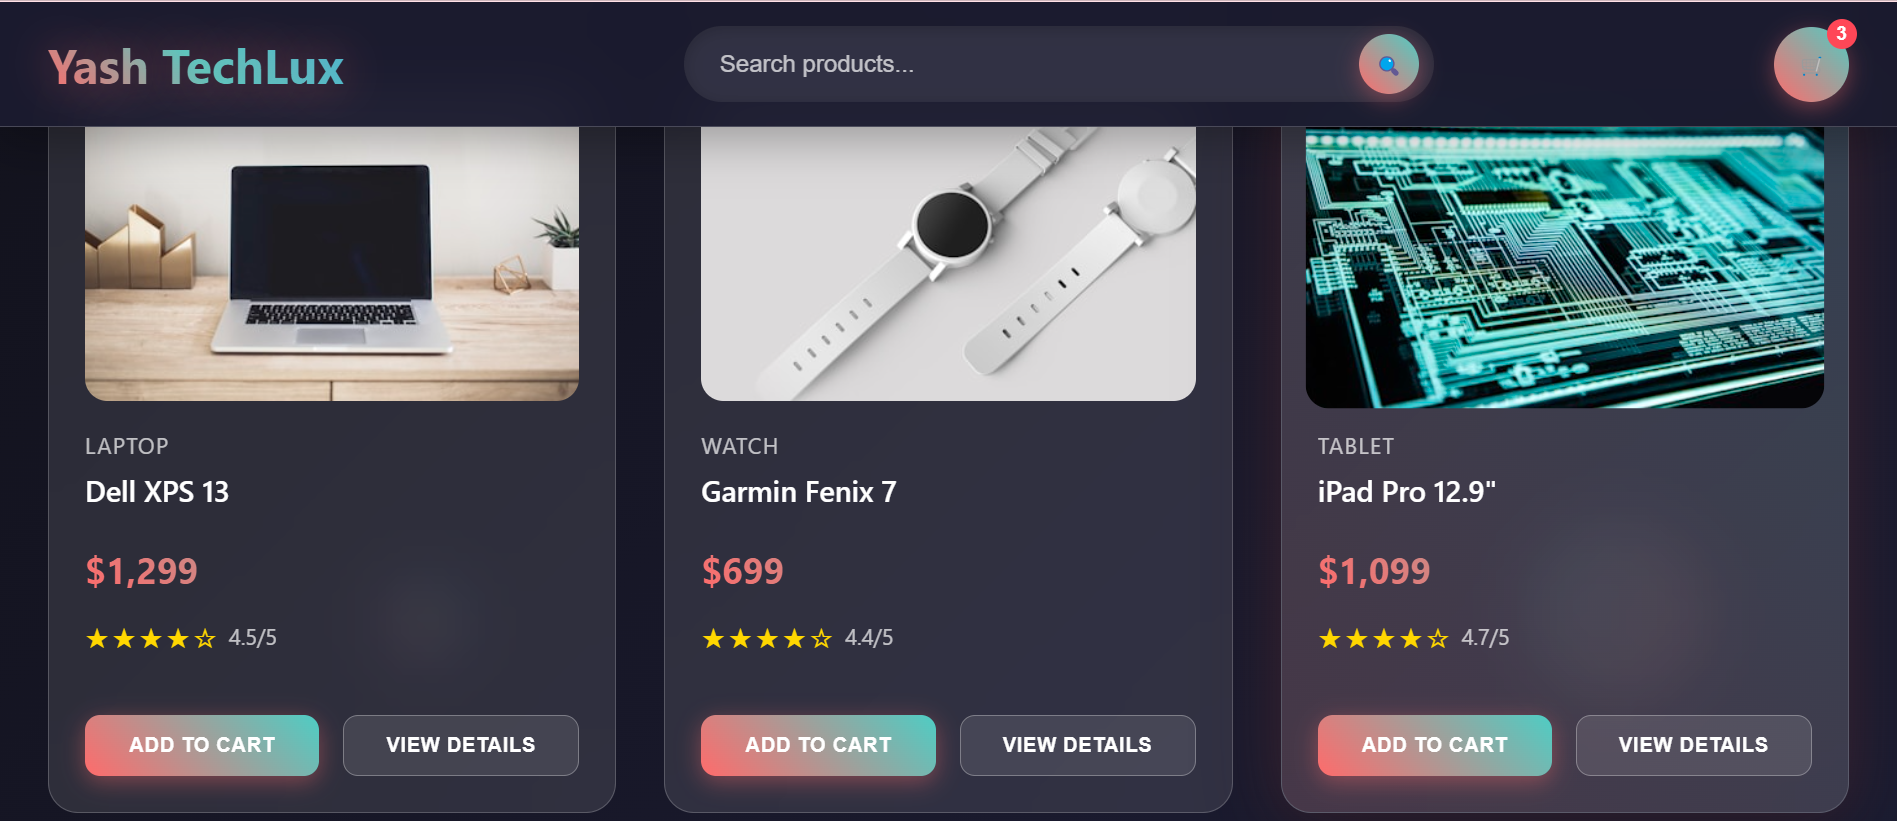 Yash TechLux
Search products...
3
LAPTOP
Dell XPS 13
$1,299
★★★★☆ 4.5/5
ADD TO CART
VIEW DETAILS
WATCH
Garmin Fenix 7
$699
★★★★☆ 4.4/5
ADD TO CART
VIEW DETAILS
TABLET
iPad Pro 12.9"
$1,099
★★★★☆ 4.7/5
ADD TO CART
VIEW DETAILS